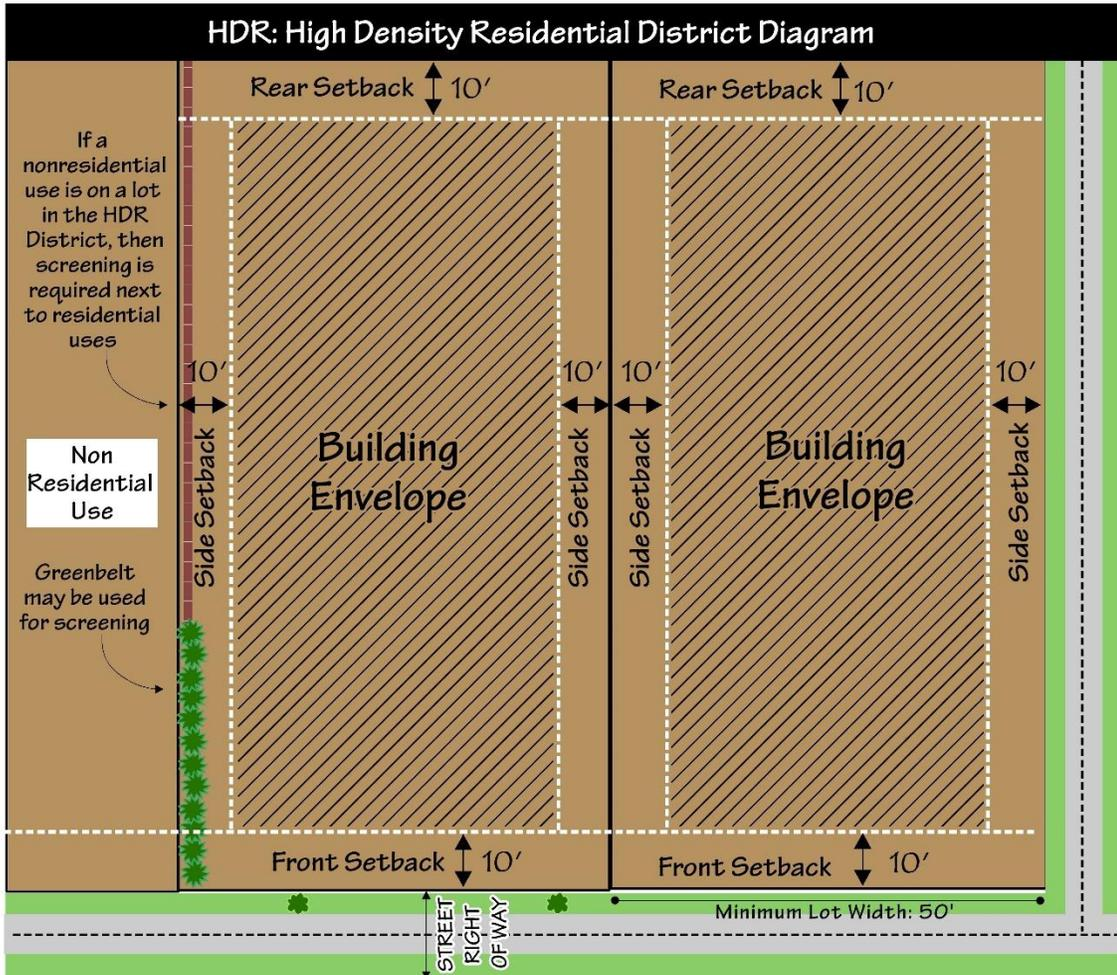 HDR: High Density Residential District Diagram
Rear Setback 10'
Rear Setback 10'
If a
nonresidential
use is on a lot
in the HDR
District, then
screening is
required next
to residential
uses
10'
10'
10'
10'
Non
Residential
Use
Side Setback
Building
Envelope
Side Setback
Side Setback
Building
Envelope
Side Setback
Greenbelt
may be used
for screening
Front Setback 10'
Front Setback 10'
STREET
RIGHT
OF WAY
Minimum Lot Width: 50'